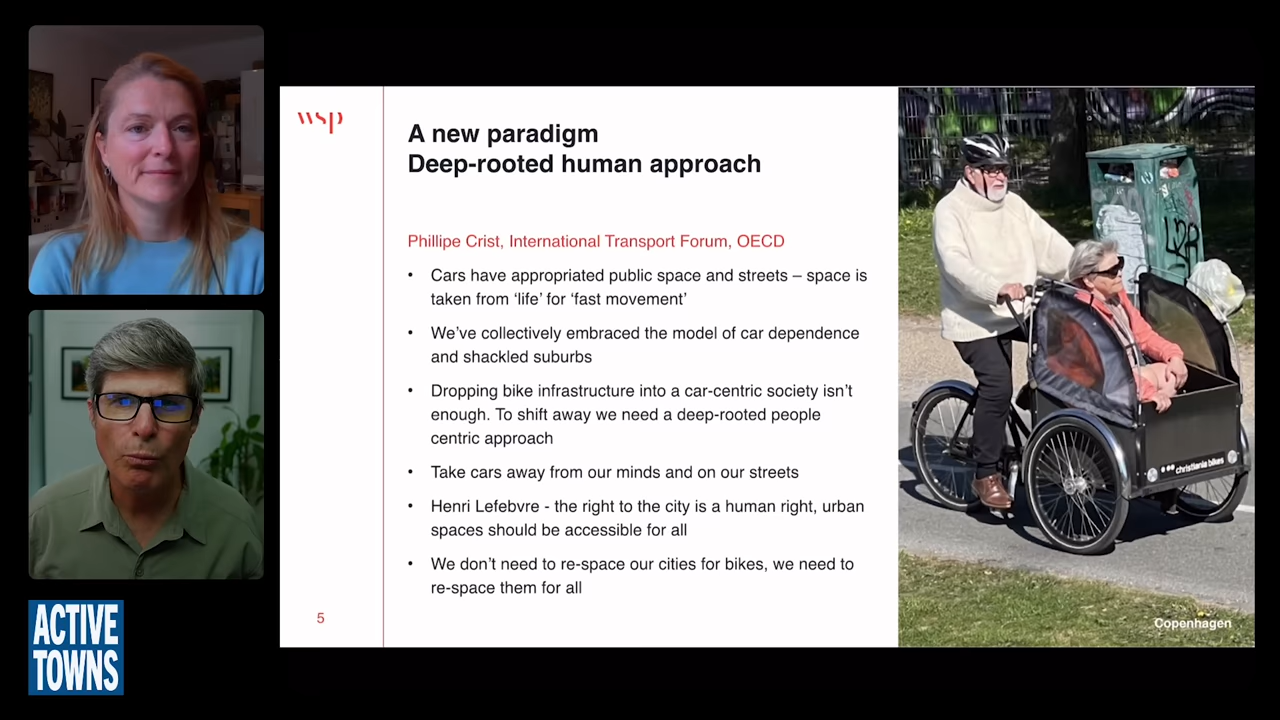 wsp
A new paradigm
Deep-rooted human approach
Phillipe Crist, International Transport Forum, OECD
• Cars have appropriated public space and streets – space is
taken from ‘life’ for ‘fast movement’
• We’ve collectively embraced the model of car dependence
and shackled suburbs
• Dropping bike infrastructure into a car-centric society isn’t
enough. To shift away we need a deep-rooted people
centric approach
• Take cars away from our minds and on our streets
• Henri Lefebvre - the right to the city is a human right, urban
spaces should be accessible for all
• We don’t need to re-space our cities for bikes, we need to
re-space them for all
5
christiania bikes
Copenhagen
ACTIVE
TOWNS